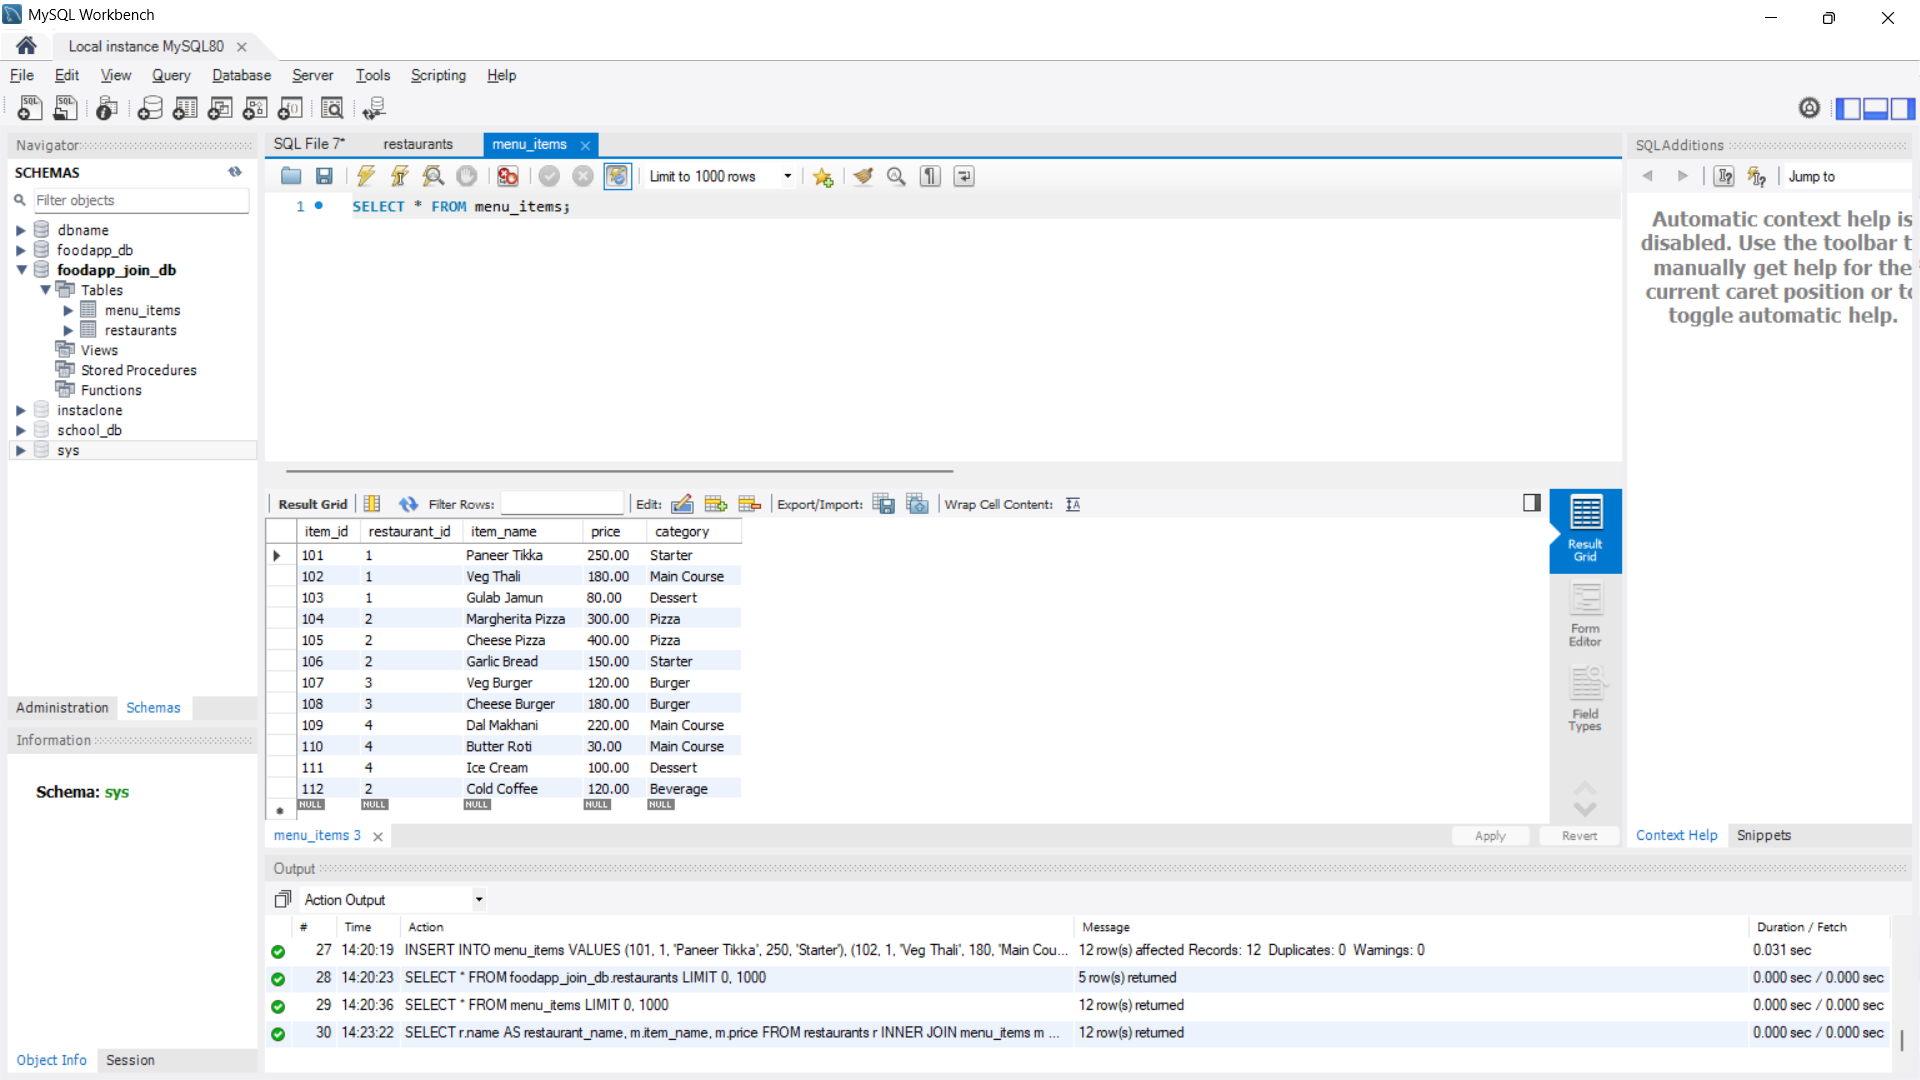 MySQL Workbench
Local instance MySQL80
File Edit View Query Database Server Tools Scripting Help
Navigator
SCHEMAS
Filter objects
dbname
foodapp_db
foodapp_join_db
Tables
menu_items
restaurants
Views
Stored Procedures
Functions
instaclone
school_db
sys
Administration Schemas
Information
Schema: sys
Object Info Session
SQL File 7* restaurants menu_items
Limit to 1000 rows
1 SELECT * FROM menu_items;
Result Grid Filter Rows: Edit: Export/Import: Wrap Cell Content:
item_id restaurant_id item_name price category
101 1 Paneer Tikka 250.00 Starter
102 1 Veg Thali 180.00 Main Course
103 1 Gulab Jamun 80.00 Dessert
104 2 Margherita Pizza 300.00 Pizza
105 2 Cheese Pizza 400.00 Pizza
106 2 Garlic Bread 150.00 Starter
107 3 Veg Burger 120.00 Burger
108 3 Cheese Burger 180.00 Burger
109 4 Dal Makhani 220.00 Main Course
110 4 Butter Roti 30.00 Main Course
111 4 Ice Cream 100.00 Dessert
112 2 Cold Coffee 120.00 Beverage
NULL NULL NULL NULL NULL
Result
Grid
Form
Editor
Field
Types
menu_items 3
Apply Revert
SQLAdditions
Jump to
Automatic context help is
disabled. Use the toolbar t
manually get help for the
current caret position or to
toggle automatic help.
Context Help Snippets
Output
Action Output
# Time Action Message Duration / Fetch
27 14:20:19 INSERT INTO menu_items VALUES (101, 1, 'Paneer Tikka', 250, 'Starter'), (102, 1, 'Veg Thali', 180, 'Main Cou... 12 row(s) affected Records: 12 Duplicates: 0 Warnings: 0 0.031 sec
28 14:20:23 SELECT * FROM foodapp_join_db.restaurants LIMIT 0, 1000 5 row(s) returned 0.000 sec / 0.000 sec
29 14:20:36 SELECT * FROM menu_items LIMIT 0, 1000 12 row(s) returned 0.000 sec / 0.000 sec
30 14:23:22 SELECT r.name AS restaurant_name, m.item_name, m.price FROM restaurants r INNER JOIN menu_items m ... 12 row(s) returned 0.000 sec / 0.000 sec